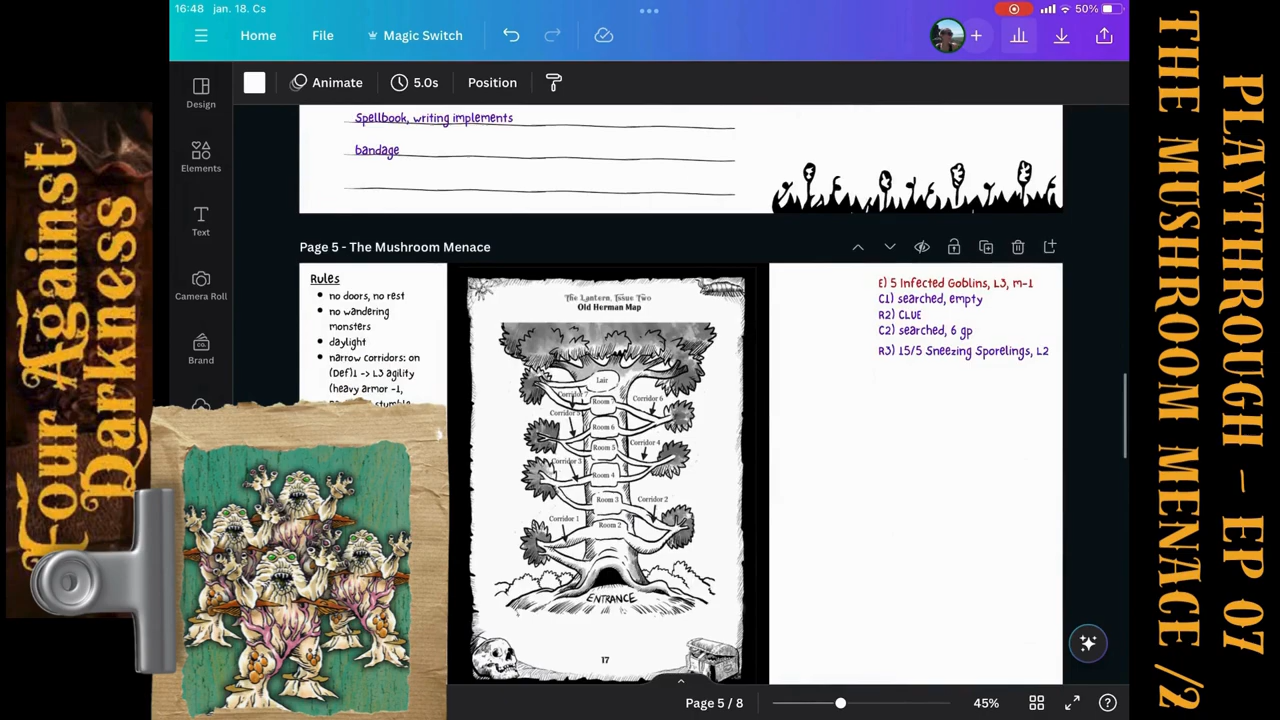 16:48 jan. 18. Cs
50%
Home File Magic Switch
Animate 5.0s Position
Design
Elements
Text
Camera Roll
Brand
Spellbook, writing implements
bandage
Page 5 - The Mushroom Menace
Rules
no doors, no rest
no wandering
monsters
daylight
narrow corridors: on
(Def)1 -> L3 agility
(heavy armor -1,
The Lantern, Issue Two
Old Herman Map
Lair
Corridor 7
Room 7
Corridor 6
Corridor 5
Room 6
Room 5
Corridor 4
Corridor 3
Room 4
Room 3
Corridor 2
Corridor 1
Room 2
ENTRANCE
17
E) 5 Infected Goblins, L3, m-1
C1) searched, empty
R2) CLUE
C2) searched, 6 gp
R3) 15/5 Sneezing Sporelings, L2
Page 5 / 8
45%
Four Against
Darkness
PLAYTHROUGH – EP 07
THE MUSHROOM MENACE /2